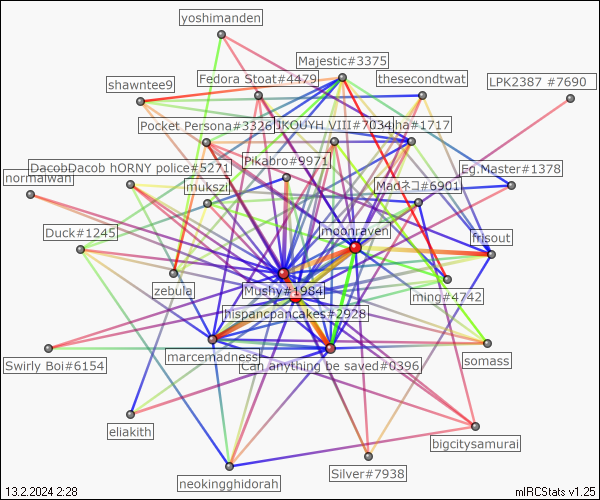 yoshimanden
Majestic#3375
shawntee9
Fedora Stoat#4479
thesecondtwat
LPK2387 #7690
Pocket Persona#3326
JKOUYH VIII#7034
ha#1717
Pikabro#9971
DacobDacob hORNY police#5271
Eg.Master#1378
normalwan
mukszi
Madネコ#6901
Duck#1245
moonraven
frisout
zebula
Mushy#1984
ming#4742
hispancpancakes#2928
marcemadness
Can anything be saved#0396
somass
Swirly Boi#6154
eliakith
bigcitysamurai
Silver#7938
neokingghidorah
13.2.2024 2:28
mIRCStats v1.25